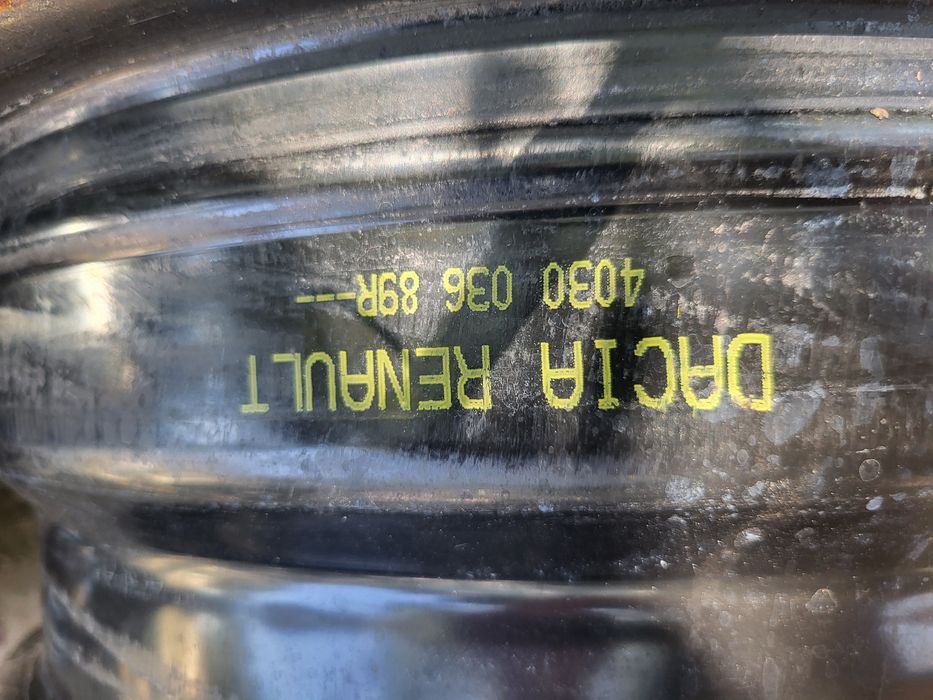 DACIA RENAULT
4030 036 89R---